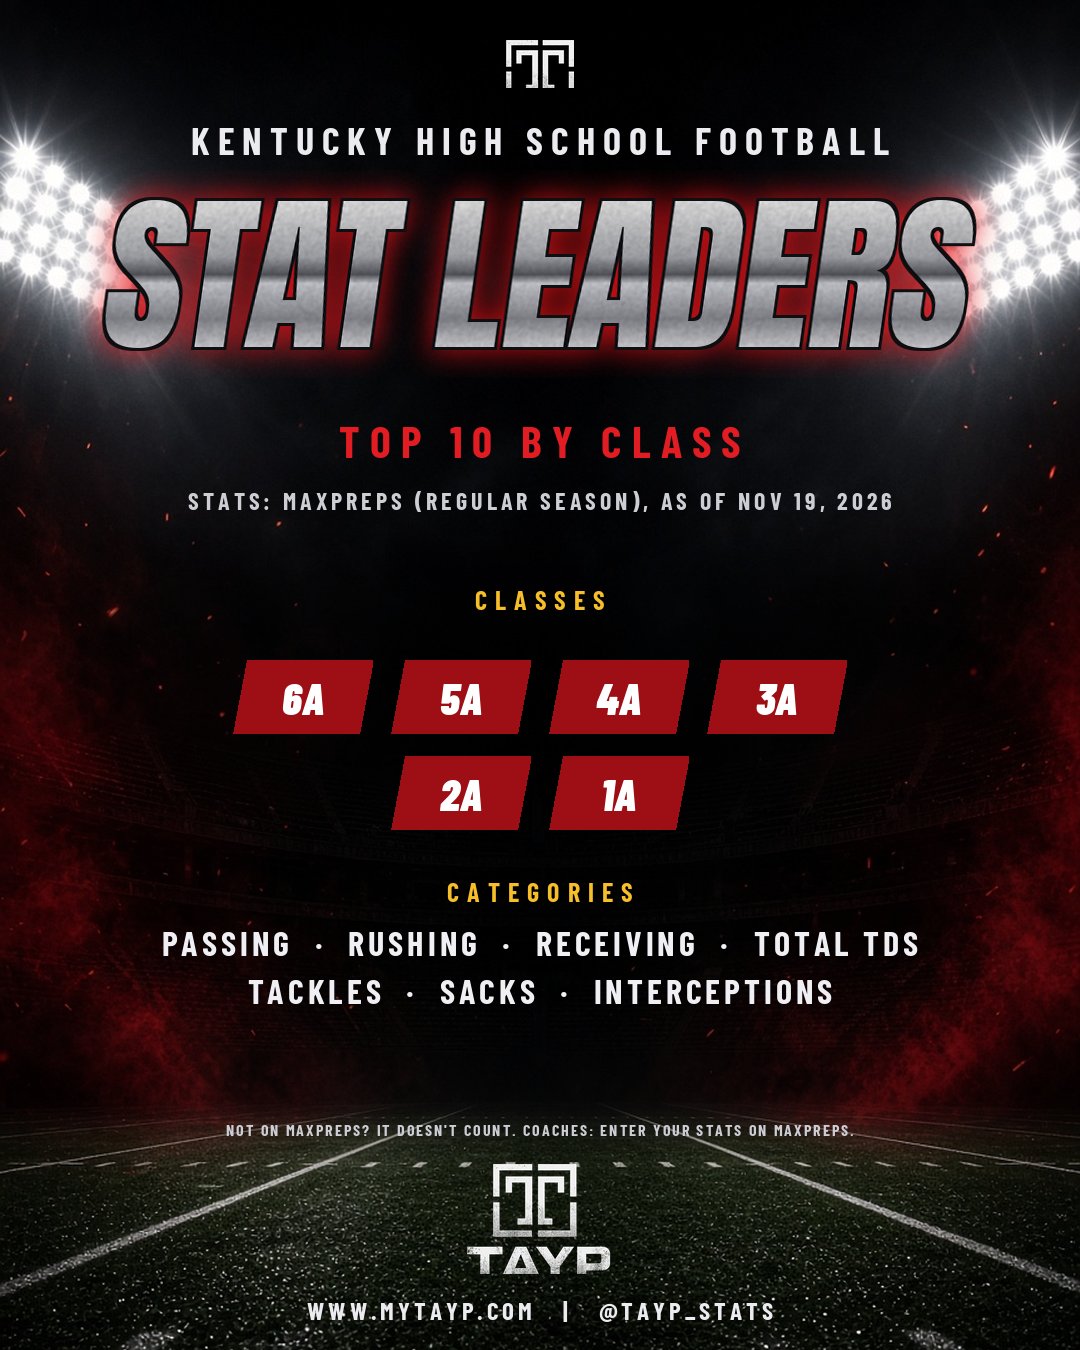 KENTUCKY HIGH SCHOOL FOOTBALL
STAT LEADERS
TOP 10 BY CLASS
STATS: MAXPREPS (REGULAR SEASON), AS OF NOV 19, 2026
CLASSES
6A 5A 4A 3A
2A 1A
CATEGORIES
PASSING · RUSHING · RECEIVING · TOTAL TDS
TACKLES · SACKS · INTERCEPTIONS
NOT ON MAXPREPS? IT DOESN'T COUNT. COACHES: ENTER YOUR STATS ON MAXPREPS.
TAYP
WWW.MYTAYP.COM | @TAYP_STATS